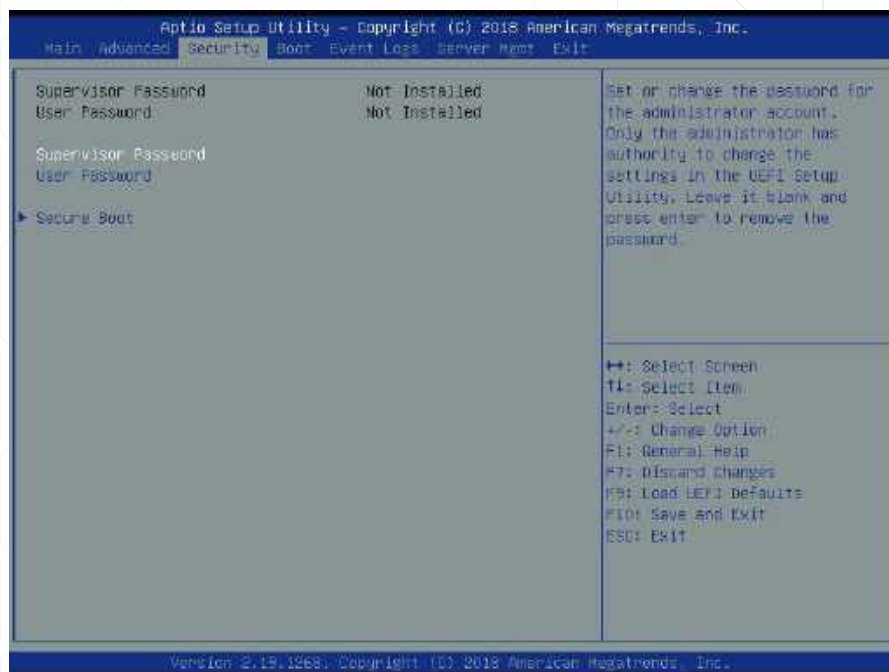 Aptio Setup Utility – Copyright (C) 2018 American Megatrends, Inc.
Main Advanced Security Boot Event Logs Server Mgmt Exit
Supervisor Password Not Installed
User Password Not Installed
Supervisor Password
User Password
Secure Boot
Set or change the password for
the administrator account.
Only the administrator has
authority to change the
settings in the UEFI Setup
Utility. Leave it blank and
press enter to remove the
password.
↔: Select Screen
↑↓: Select Item
Enter: Select
+/-: Change Option
F1: General Help
F7: Discard Changes
F9: Load UEFI Defaults
F10: Save and Exit
ESC: Exit
Version 2.19.1268. Copyright (C) 2018 American Megatrends, Inc.